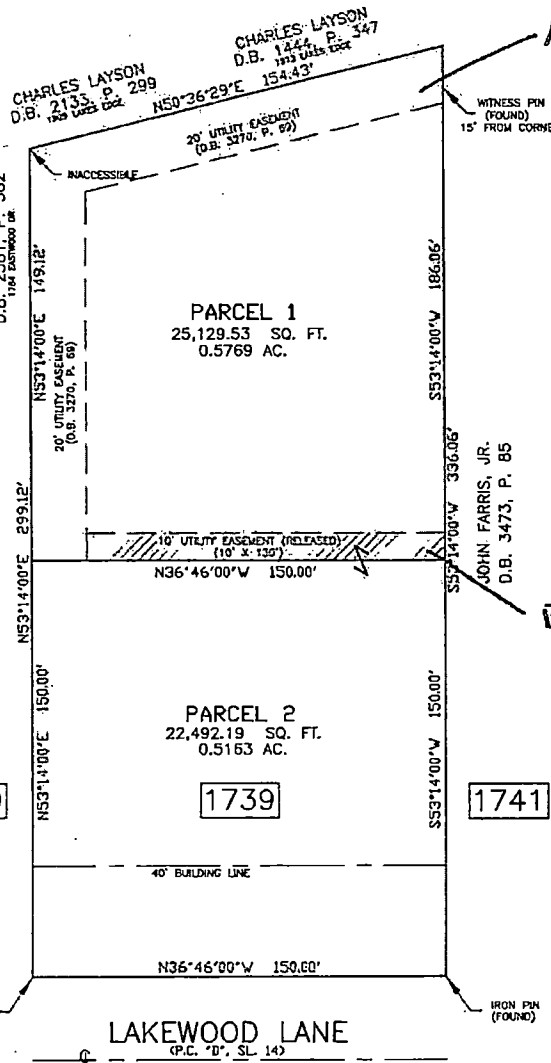 CHARLES LAYSON
D.B. 1444, P. 347
CHARLES LAYSON
D.B. 2133, P. 299
N50°36'29"E 154.43'
WITNESS PIN
(FOUND)
15' FROM CORNE
20' UTILITY EASEMENT
(D.B. 3270, P. 69)
INACCESSIBLE
1784 EASTWOOD DR.
N53°14'00"E 149.12'
PARCEL 1
25,129.53 SQ. FT.
0.5769 AC.
S53°14'00"W 186.06'
20' UTILITY EASEMENT
(D.B. 3270, P. 69)
N53°14'00"E 299.12'
S53°14'00"W 336.06'
JOHN FARRIS, JR.
D.B. 3473, P. 85
10' UTILITY EASEMENT (RELEASED)
(10' X 130')
N36°46'00"W 150.00'
N53°14'00"E 150.00'
PARCEL 2
22,492.19 SQ. FT.
0.5163 AC.
S53°14'00"W 150.00'
1739
1741
40' BUILDING LINE
N36°46'00"W 150.00'
IRON PIN
(FOUND)
LAKEWOOD LANE
(P.C. "D", SL. 14)